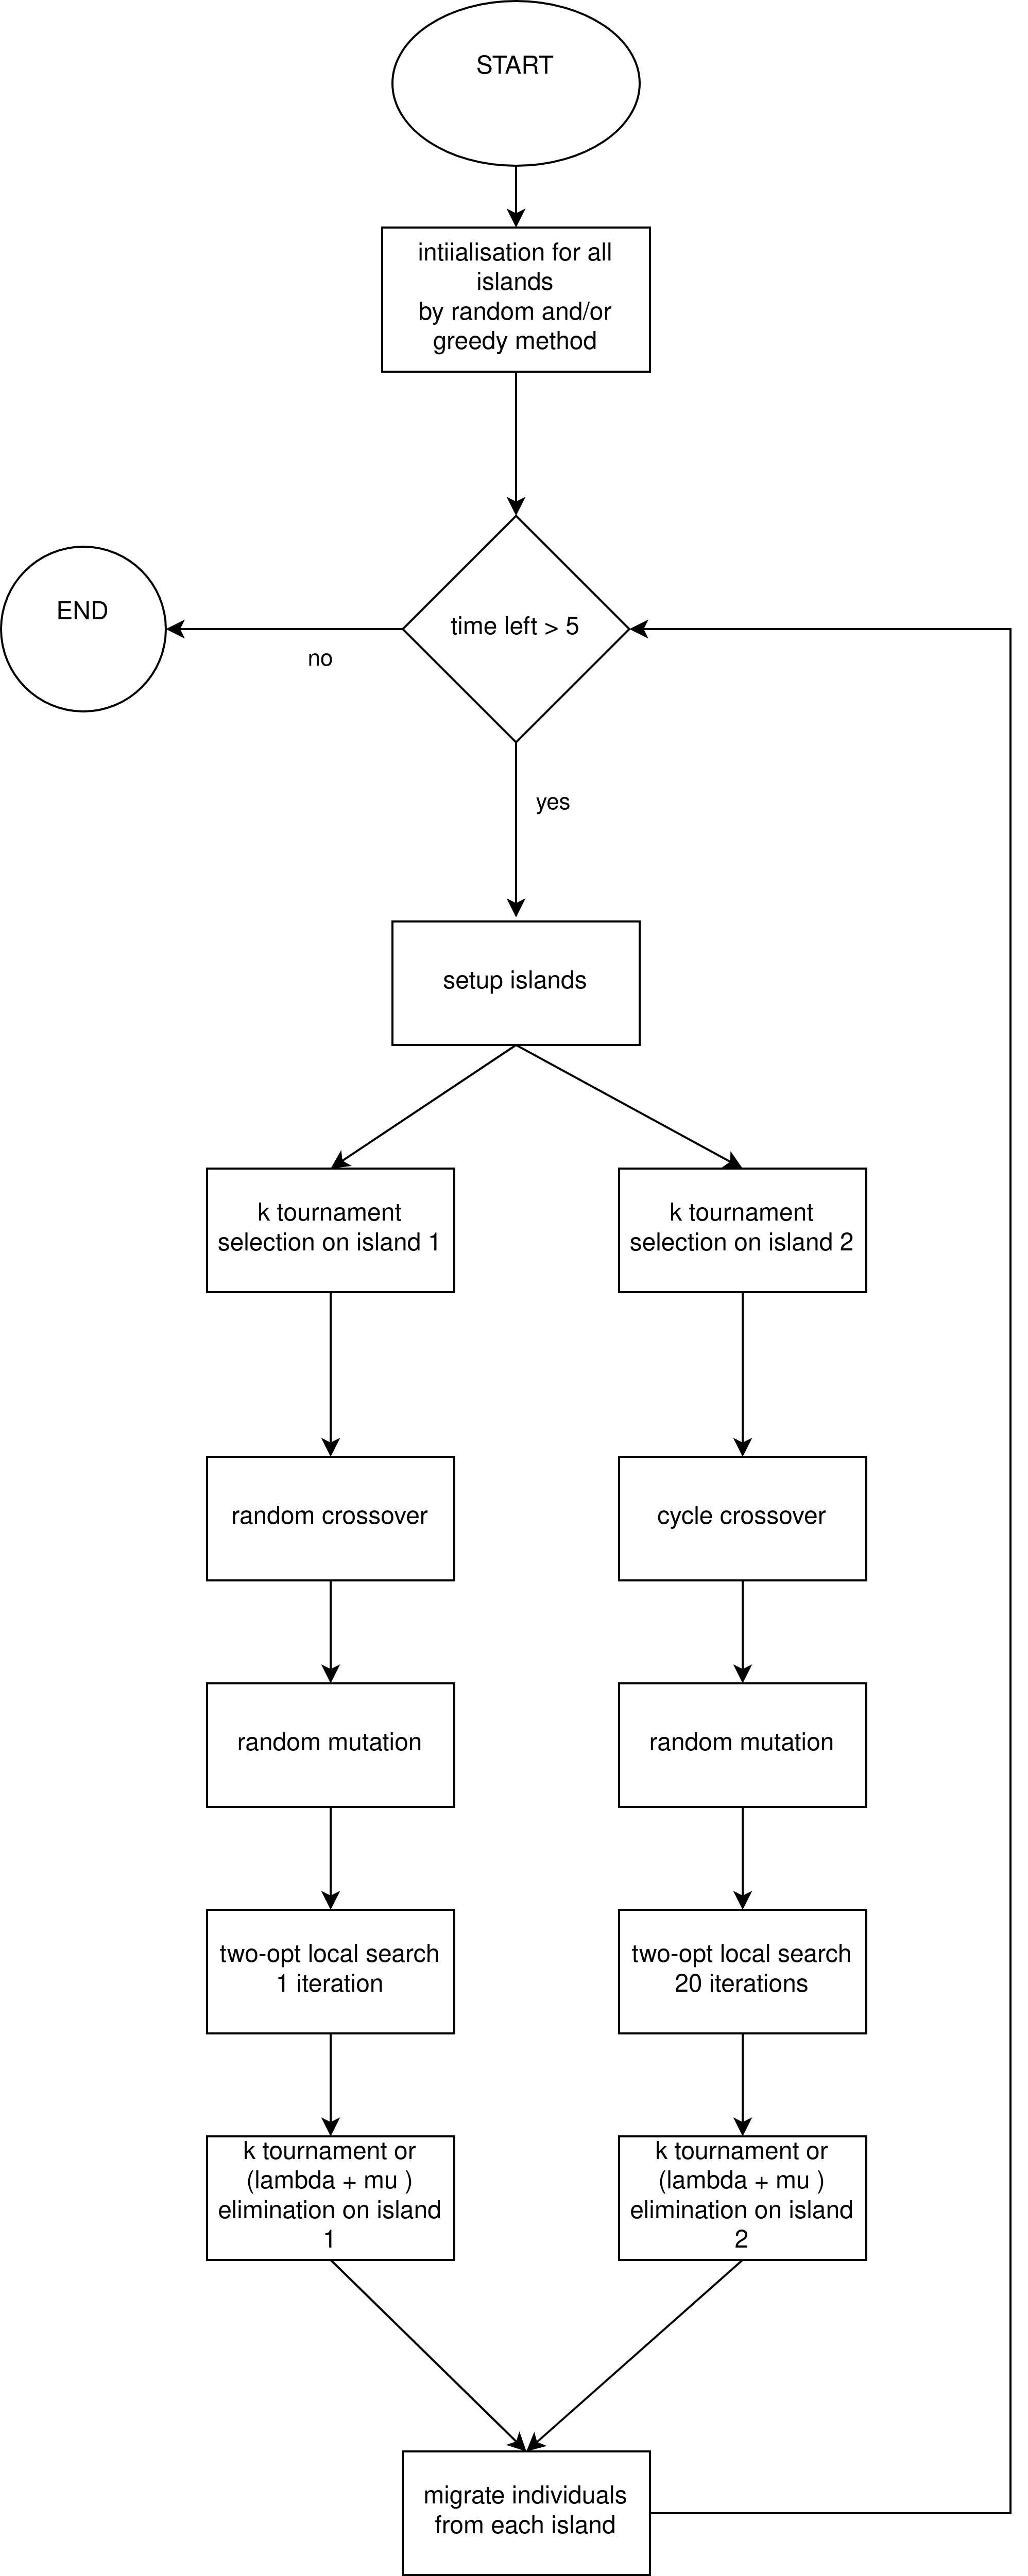 START
intiialisation for all
islands
by random and/or
greedy method
time left > 5
END
no
yes
setup islands
k tournament
selection on island 1
k tournament
selection on island 2
random crossover
cycle crossover
random mutation
random mutation
two-opt local search
1 iteration
two-opt local search
20 iterations
k tournament or
(lambda + mu )
elimination on island
1
k tournament or
(lambda + mu )
elimination on island
2
migrate individuals
from each island